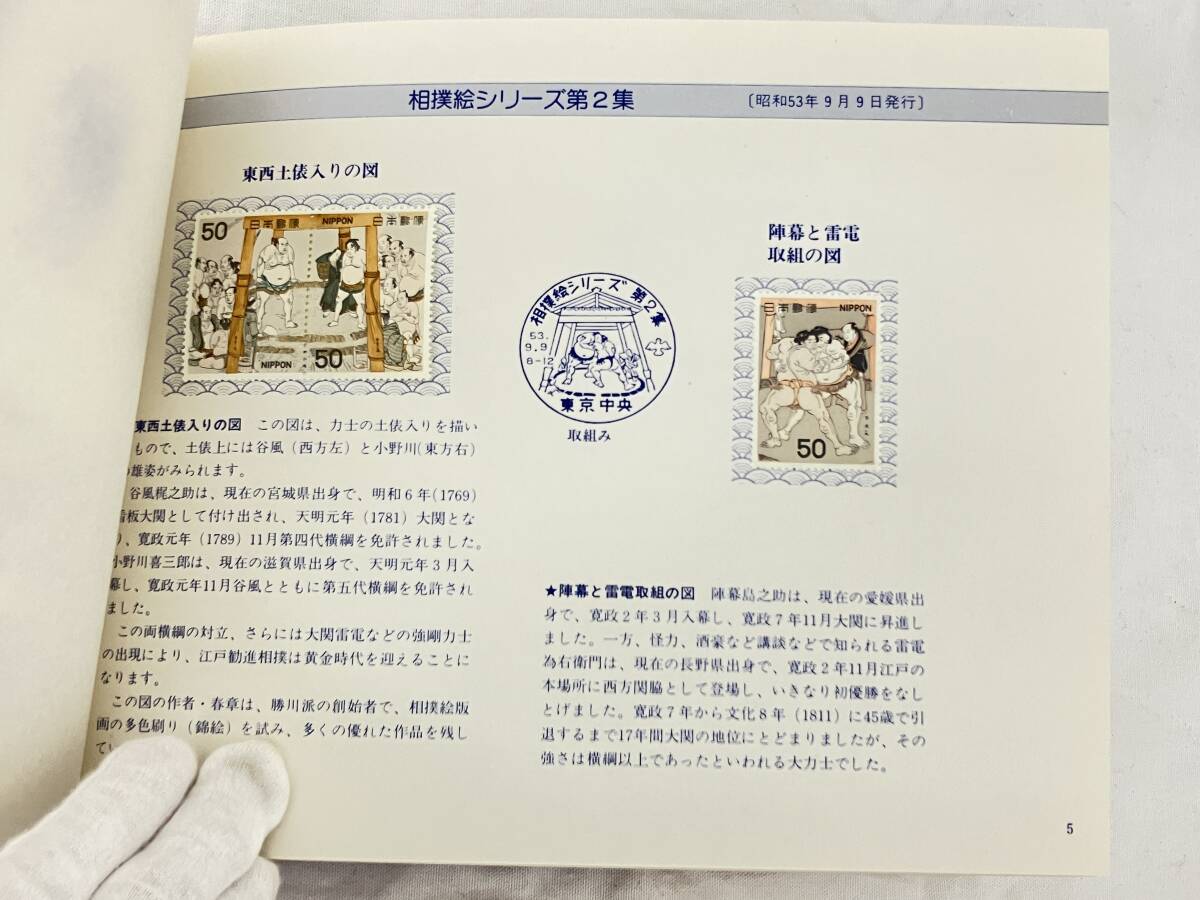 相撲絵シリーズ第2集
〔昭和53年9月9日発行〕
東西土俵入りの図
50
日本郵便
NIPPON
日本郵便
NIPPON
50
東西土俵入りの図 この図は、力士の土俵入りを描い
もので、土俵上には谷風(西方左)と小野川(東方右)
雄姿がみられます。
谷風梶之助は、現在の宮城県出身で、明和6年(1769)
看板大関として付け出され、天明元年(1781)大関とな
り、寛政元年(1789)11月第四代横綱を免許されました。
小野川喜三郎は、現在の滋賀県出身で、天明元年3月入
幕し、寛政元年11月谷風とともに第五代横綱を免許され
ました。
この両横綱の対立、さらには大関雷電などの強剛力士
の出現により、江戸勧進相撲は黄金時代を迎えることに
なります。
この図の作者・春章は、勝川派の創始者で、相撲絵版
画の多色刷り(錦絵)を試み、多くの優れた作品を残し
てい
相撲絵シリーズ 第2集
53.
9.9
8-12
東京中央
取組み
陣幕と雷電
取組の図
日本郵便
NIPPON
50
★陣幕と雷電取組の図 陣幕島之助は、現在の愛媛県出
身で、寛政2年3月入幕し、寛政7年11月大関に昇進し
ました。一方、怪力、酒豪など講談などで知られる雷電
為右衛門は、現在の長野県出身で、寛政2年11月江戸の
本場所に西方関脇として登場し、いきなり初優勝をなし
とげました。寛政7年から文化8年(1811)に45歳で引
退するまで17年間大関の地位にとどまりましたが、その
強さは横綱以上であったといわれる大力士でした。
5